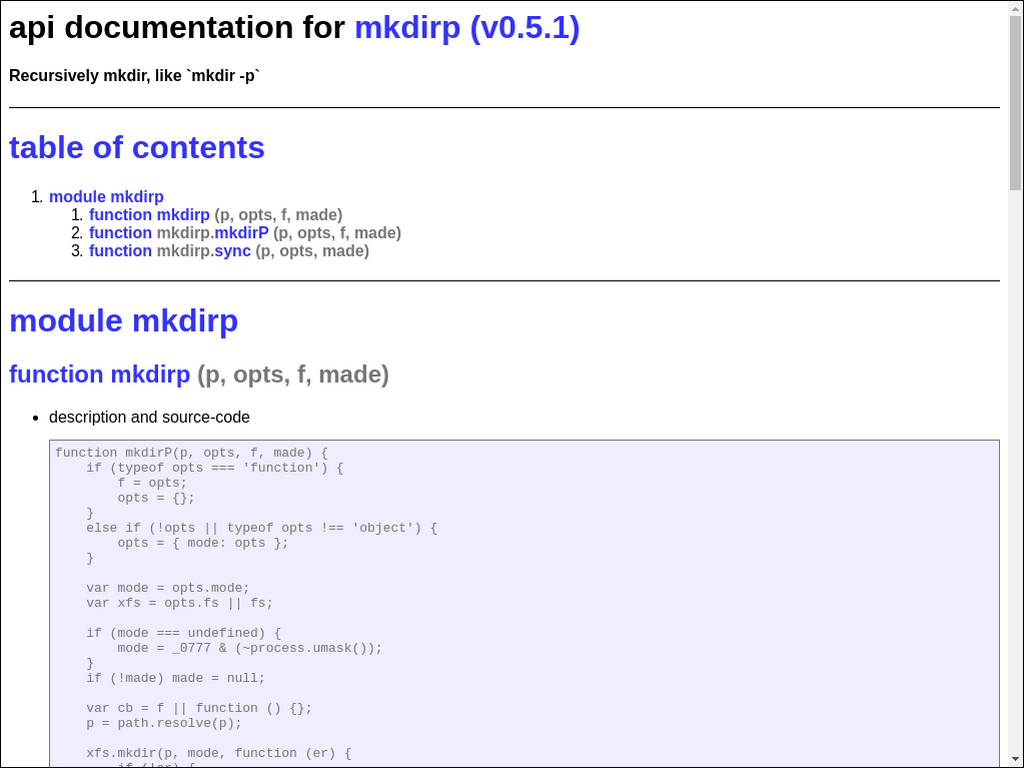 api documentation for mkdirp (v0.5.1)
Recursively mkdir, like `mkdir -p`
table of contents
1. module mkdirp
1. function mkdirp (p, opts, f, made)
2. function mkdirp.mkdirP (p, opts, f, made)
3. function mkdirp.sync (p, opts, made)
module mkdirp
function mkdirp (p, opts, f, made)
• description and source-code
function mkdirP(p, opts, f, made) {
    if (typeof opts === 'function') {
        f = opts;
        opts = {};
    }
    else if (!opts || typeof opts !== 'object') {
        opts = { mode: opts };
    }
    var mode = opts.mode;
    var xfs = opts.fs || fs;
    if (mode === undefined) {
        mode = _0777 & (~process.umask());
    }
    if (!made) made = null;
    var cb = f || function () {};
    p = path.resolve(p);
    xfs.mkdir(p, mode, function (er) {
        if (!er) {